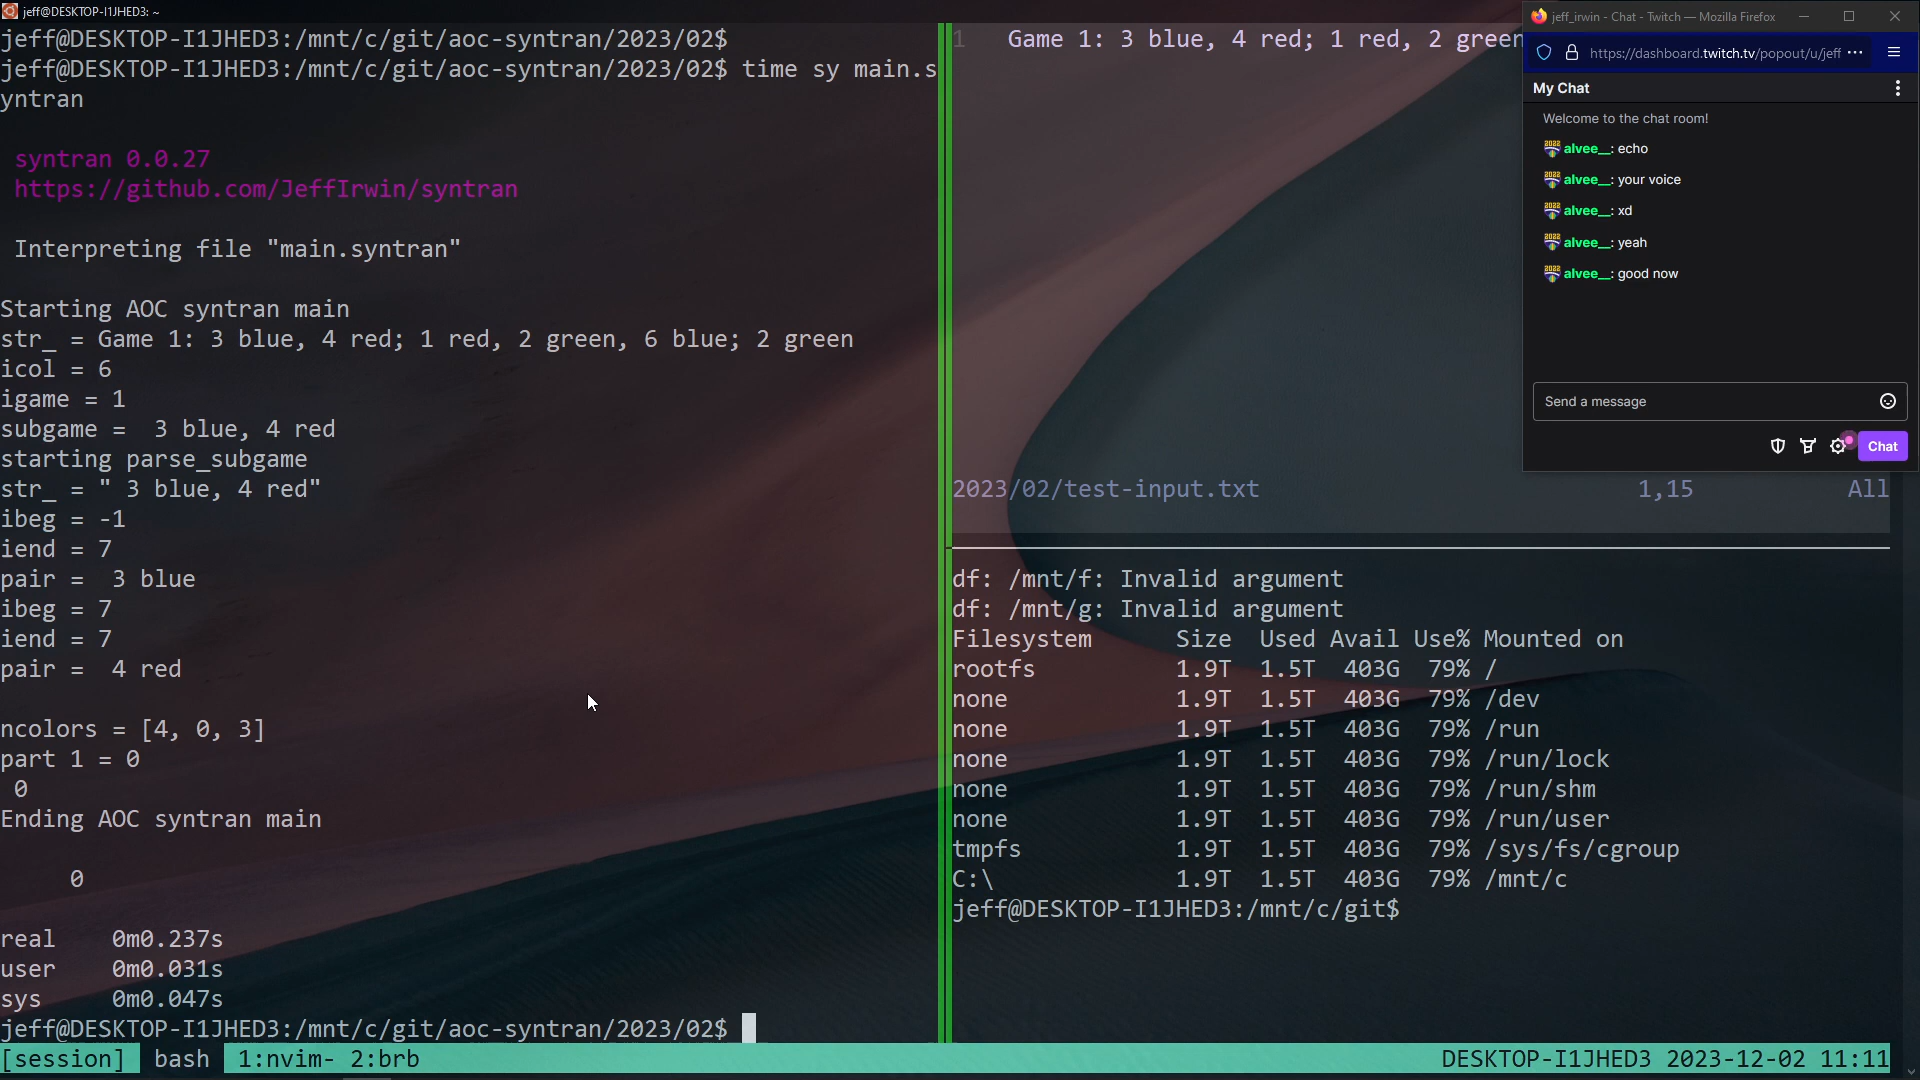 jeff@DESKTOP-I1JHED3: ~
jeff@DESKTOP-I1JHED3:/mnt/c/git/aoc-syntran/2023/02$
jeff@DESKTOP-I1JHED3:/mnt/c/git/aoc-syntran/2023/02$ time sy main.s
yntran
syntran 0.0.27
https://github.com/JeffIrwin/syntran
Interpreting file "main.syntran"
Starting AOC syntran main
str_ = Game 1: 3 blue, 4 red; 1 red, 2 green, 6 blue; 2 green
icol = 6
igame = 1
subgame =  3 blue, 4 red
starting parse_subgame
str_ = " 3 blue, 4 red"
ibeg = -1
iend = 7
pair =  3 blue
ibeg = 7
iend = 7
pair =  4 red
ncolors = [4, 0, 3]
part 1 = 0
0
Ending AOC syntran main
0
real    0m0.237s
user    0m0.031s
sys     0m0.047s
jeff@DESKTOP-I1JHED3:/mnt/c/git/aoc-syntran/2023/02$
1   Game 1: 3 blue, 4 red; 1 red, 2 green
2023/02/test-input.txt 1,15 All
df: /mnt/f: Invalid argument
df: /mnt/g: Invalid argument
Filesystem      Size  Used Avail Use% Mounted on
rootfs          1.9T  1.5T  403G  79% /
none            1.9T  1.5T  403G  79% /dev
none            1.9T  1.5T  403G  79% /run
none            1.9T  1.5T  403G  79% /run/lock
none            1.9T  1.5T  403G  79% /run/shm
none            1.9T  1.5T  403G  79% /run/user
tmpfs           1.9T  1.5T  403G  79% /sys/fs/cgroup
C:\             1.9T  1.5T  403G  79% /mnt/c
jeff@DESKTOP-I1JHED3:/mnt/c/git$
jeff_irwin - Chat - Twitch — Mozilla Firefox
https://dashboard.twitch.tv/popout/u/jeff
My Chat
Welcome to the chat room!
2022 alvee__: echo
2022 alvee__: your voice
2022 alvee__: xd
2022 alvee__: yeah
2022 alvee__: good now
Send a message
Chat
[session] bash 1:nvim- 2:brb DESKTOP-I1JHED3 2023-12-02 11:11